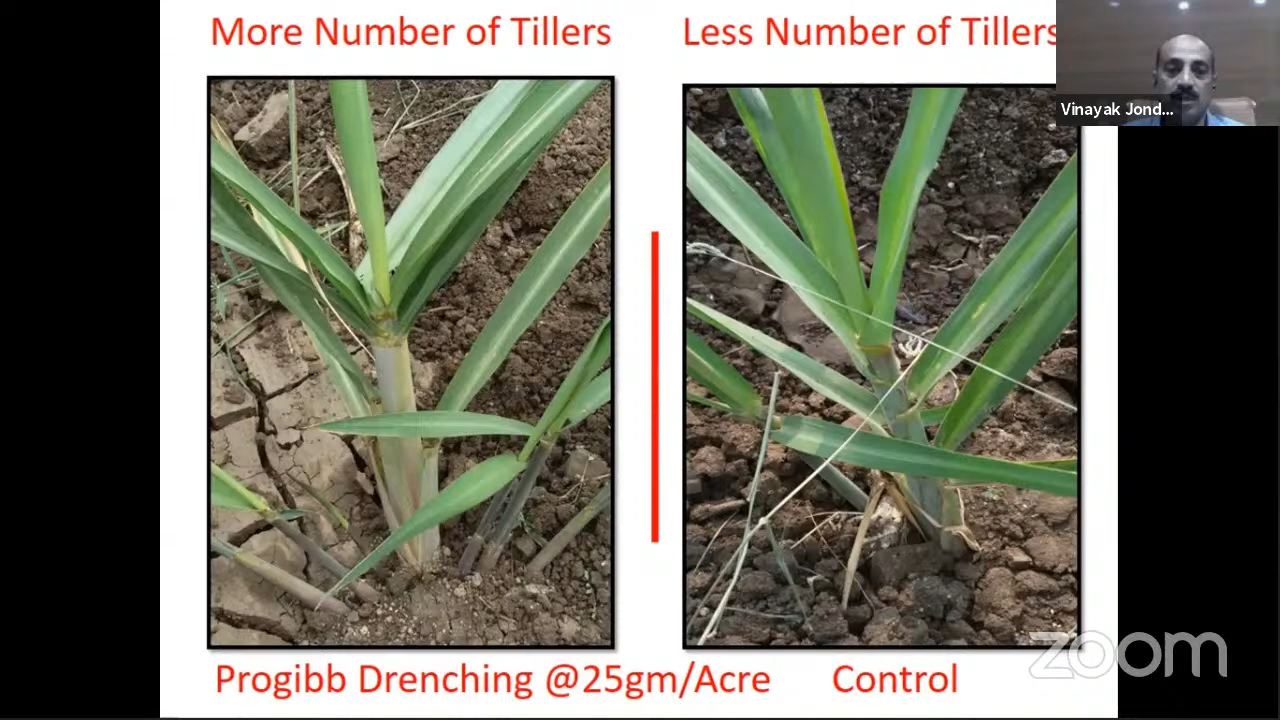 More Number of Tillers
Less Number of Tillers
Vinayak Jond...
Progibb Drenching @25gm/Acre
Control
zoom